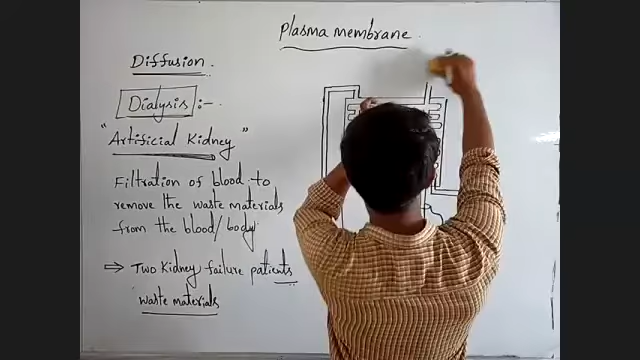 Plasma membrane.
Diffusion.
Dialysis :-
"Artificial Kidney"
Filtration of blood to
remove the waste materials
from the blood/body
⇒ Two Kidney failure patients
waste materials